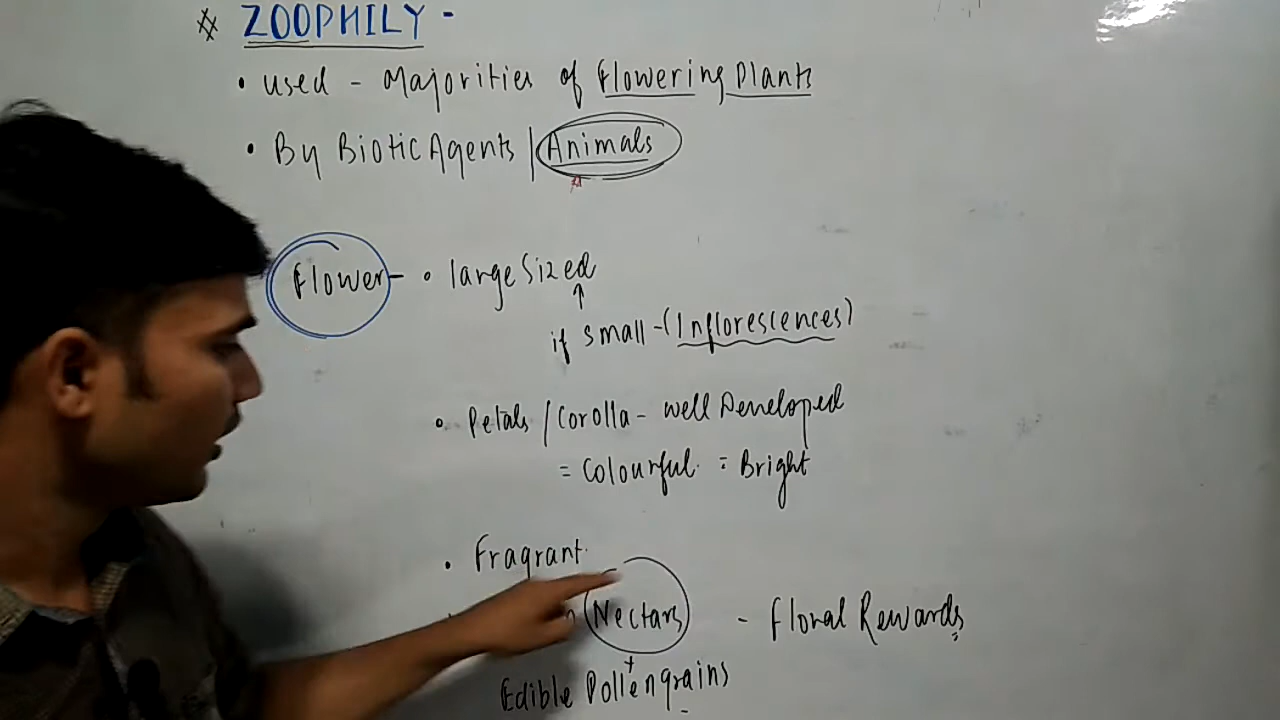 * ZOOPHILY -
• used - Majorities of Flowering Plants
• By Biotic Agents | Animals
Flower - • large Sized
↑
if small - (Inflorescences)
• Petals / Corolla - well Developed
= Colourful = Bright
• Fragrant
Nectars - Floral Rewards
+
Edible Pollengrains